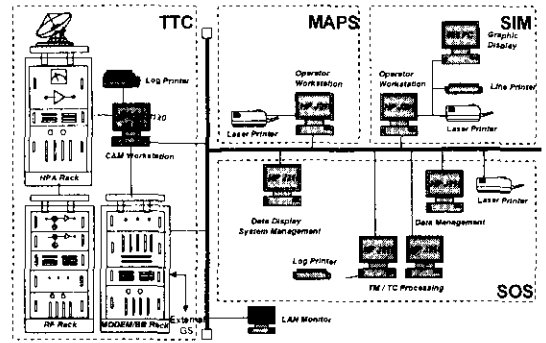 TTC
Log Printer
CAM Workstation
HPA Rack
RF Rack
MODEM/BB Rack
External
GS
LAN Monitor
MAPS
Operator
Workstation
Laser Printer
SIM
Graphic
Display
Operator
Workstation
Line Printer
Laser Printer
Data Display
System Management
Data Management
Laser Printer
Log Printer
TM / TC Processing
SOS